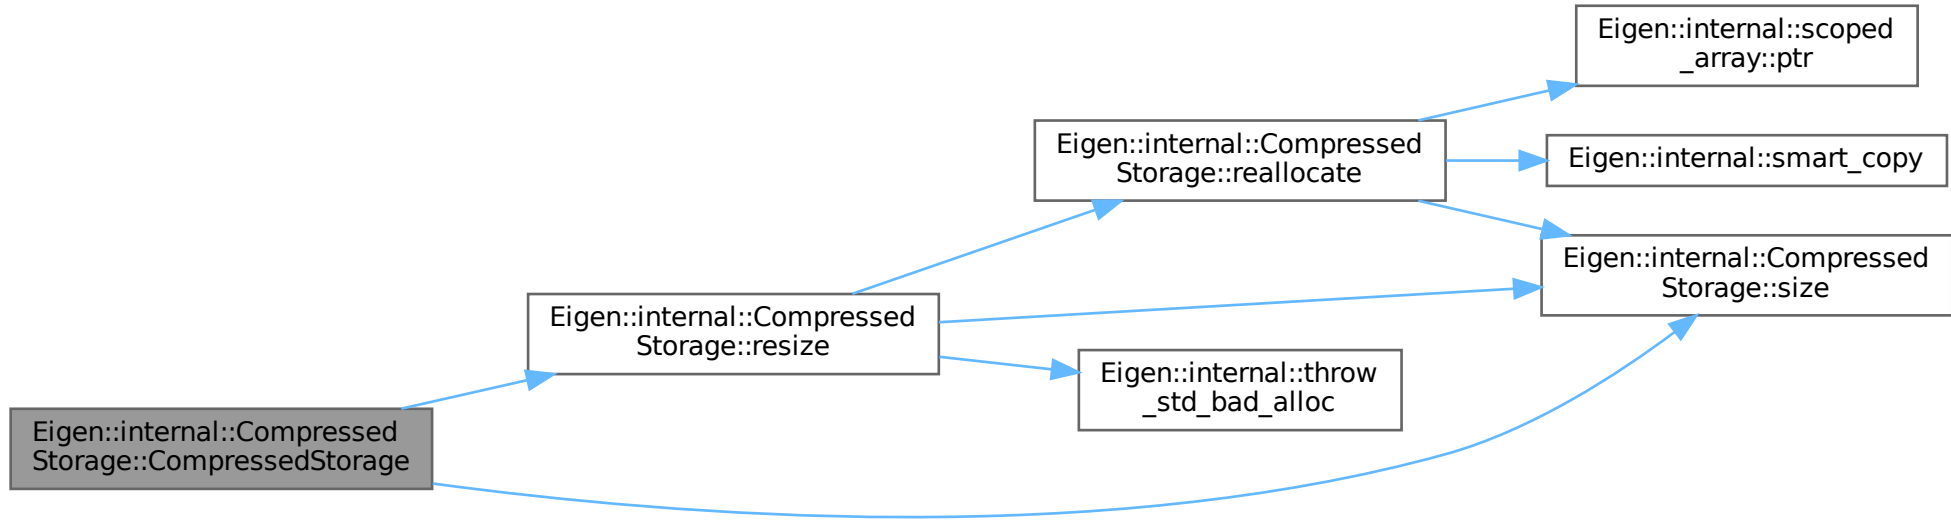 Eigen::internal::scoped
_array::ptr
Eigen::internal::Compressed
Storage::reallocate
Eigen::internal::smart_copy
Eigen::internal::Compressed
Storage::size
Eigen::internal::Compressed
Storage::resize
Eigen::internal::throw
_std_bad_alloc
Eigen::internal::Compressed
Storage::CompressedStorage